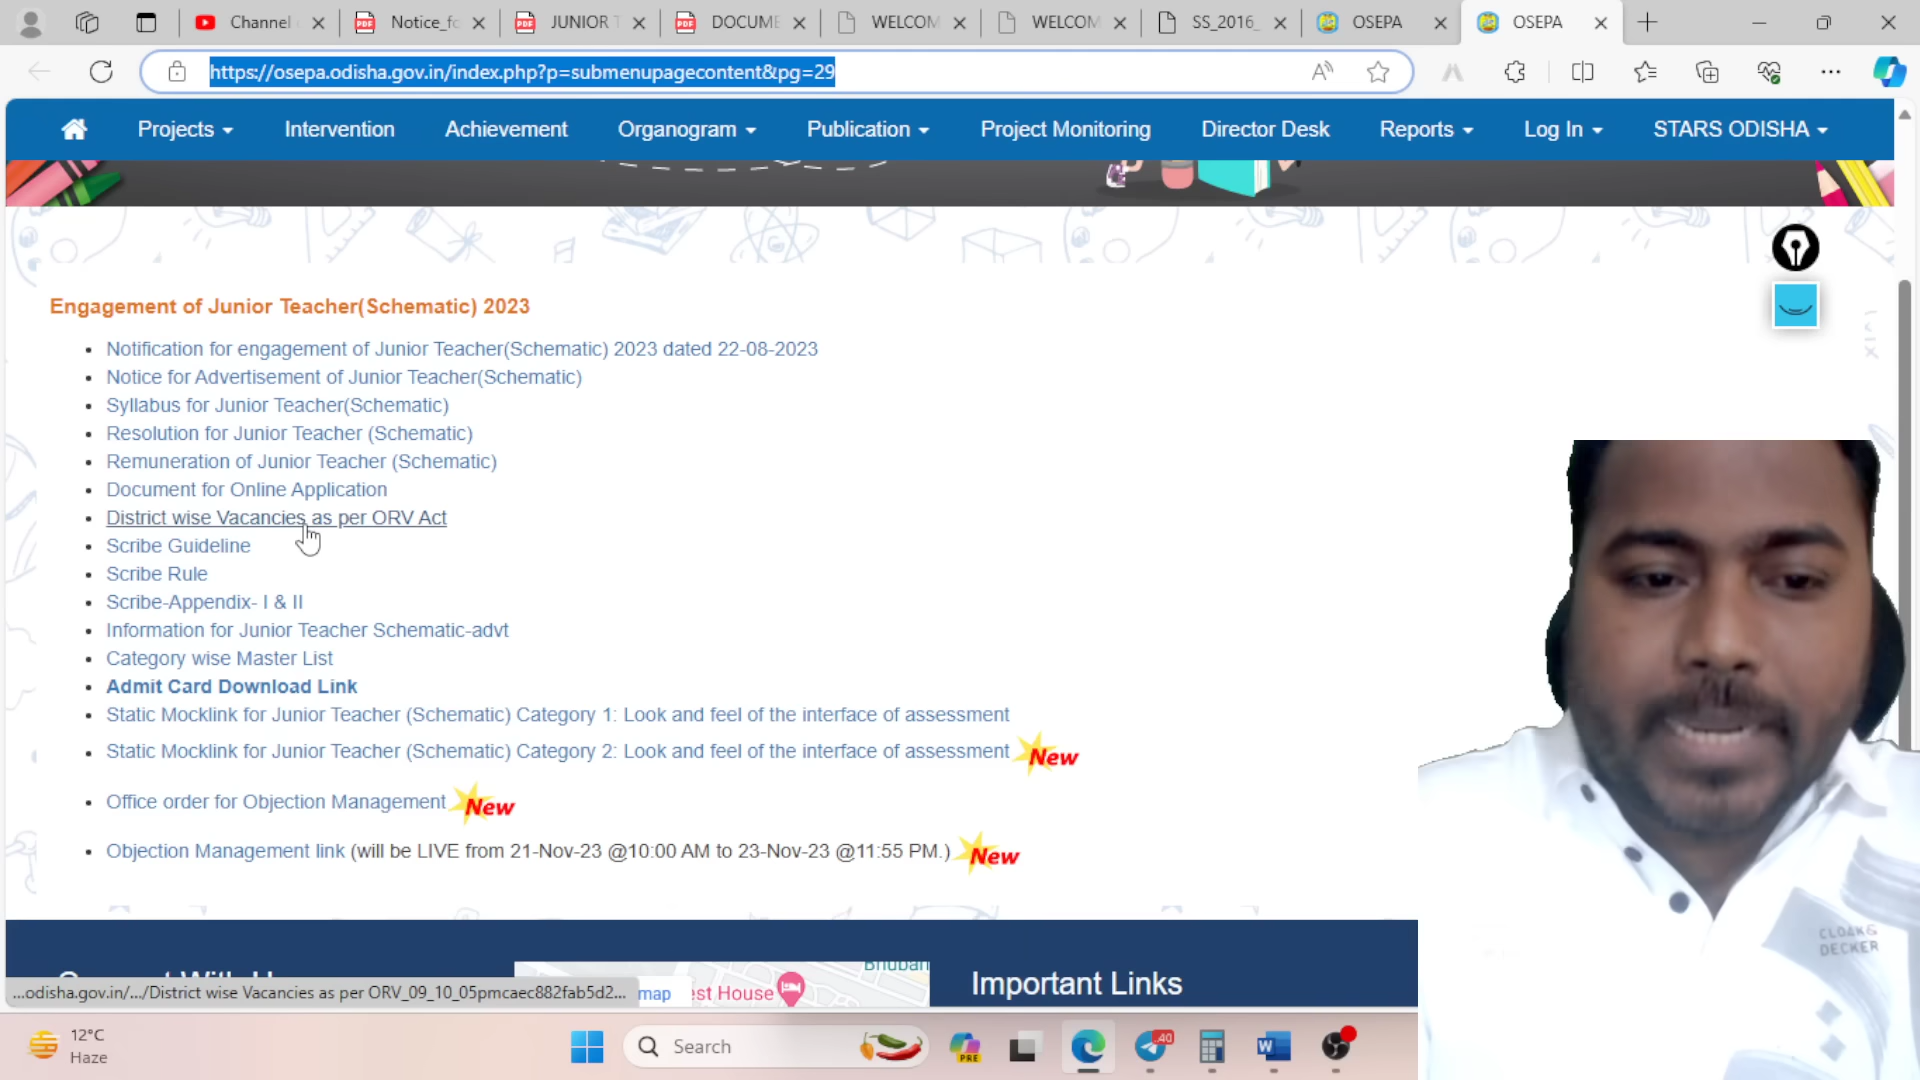 Channel
Notice_fo
JUNIOR T
DOCUME
WELCOM
WELCOM
SS_2016_
OSEPA
OSEPA
https://osepa.odisha.gov.in/index.php?p=submenupagecontent&pg=29
Projects
Intervention
Achievement
Organogram
Publication
Project Monitoring
Director Desk
Reports
Log In
STARS ODISHA
Engagement of Junior Teacher(Schematic) 2023
Notification for engagement of Junior Teacher(Schematic) 2023 dated 22-08-2023
Notice for Advertisement of Junior Teacher(Schematic)
Syllabus for Junior Teacher(Schematic)
Resolution for Junior Teacher (Schematic)
Remuneration of Junior Teacher (Schematic)
Document for Online Application
District wise Vacancies as per ORV Act
Scribe Guideline
Scribe Rule
Scribe-Appendix- I & II
Information for Junior Teacher Schematic-advt
Category wise Master List
Admit Card Download Link
Static Mocklink for Junior Teacher (Schematic) Category 1: Look and feel of the interface of assessment
Static Mocklink for Junior Teacher (Schematic) Category 2: Look and feel of the interface of assessment New
Office order for Objection Management New
Objection Management link (will be LIVE from 21-Nov-23 @10:00 AM to 23-Nov-23 @11:55 PM.) New
CLOAK&
DECKER
Bhuban
Important Links
...odisha.gov.in/.../District wise Vacancies as per ORV_09_10_05pmcaec882fab5d2...
map
est House
12°C
Haze
Search
PRE
40